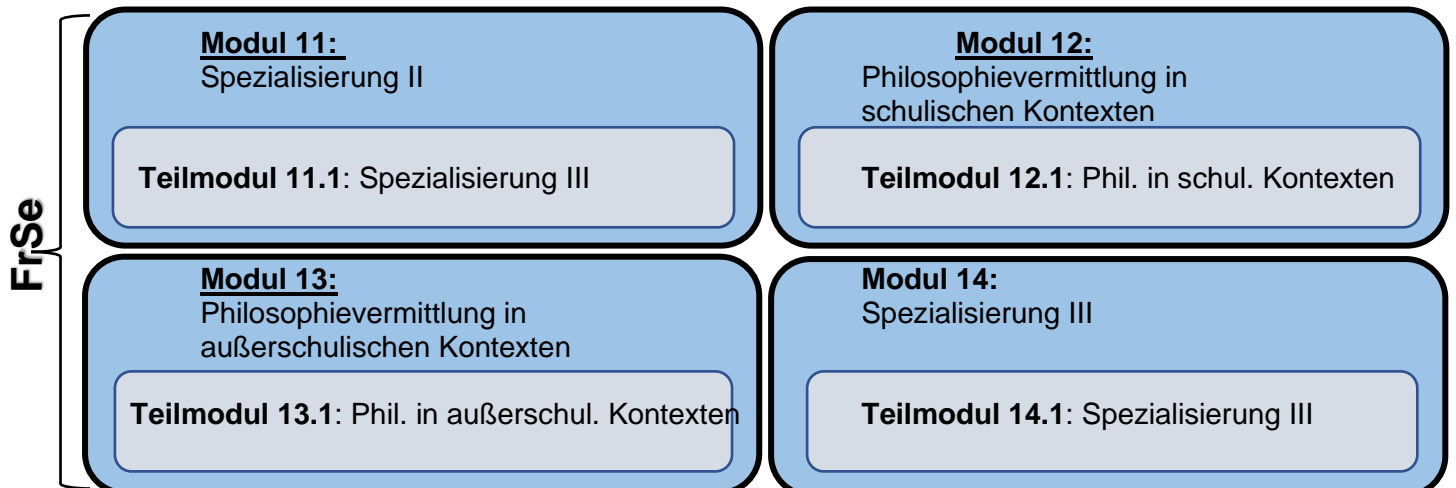 FrSe
Modul 11:
Spezialisierung II
Teilmodul 11.1: Spezialisierung III
Modul 12:
Philosophievermittlung in
schulischen Kontexten
Teilmodul 12.1: Phil. in schul. Kontexten
Modul 13:
Philosophievermittlung in
außerschulischen Kontexten
Teilmodul 13.1: Phil. in außerschul. Kontexten
Modul 14:
Spezialisierung III
Teilmodul 14.1: Spezialisierung III